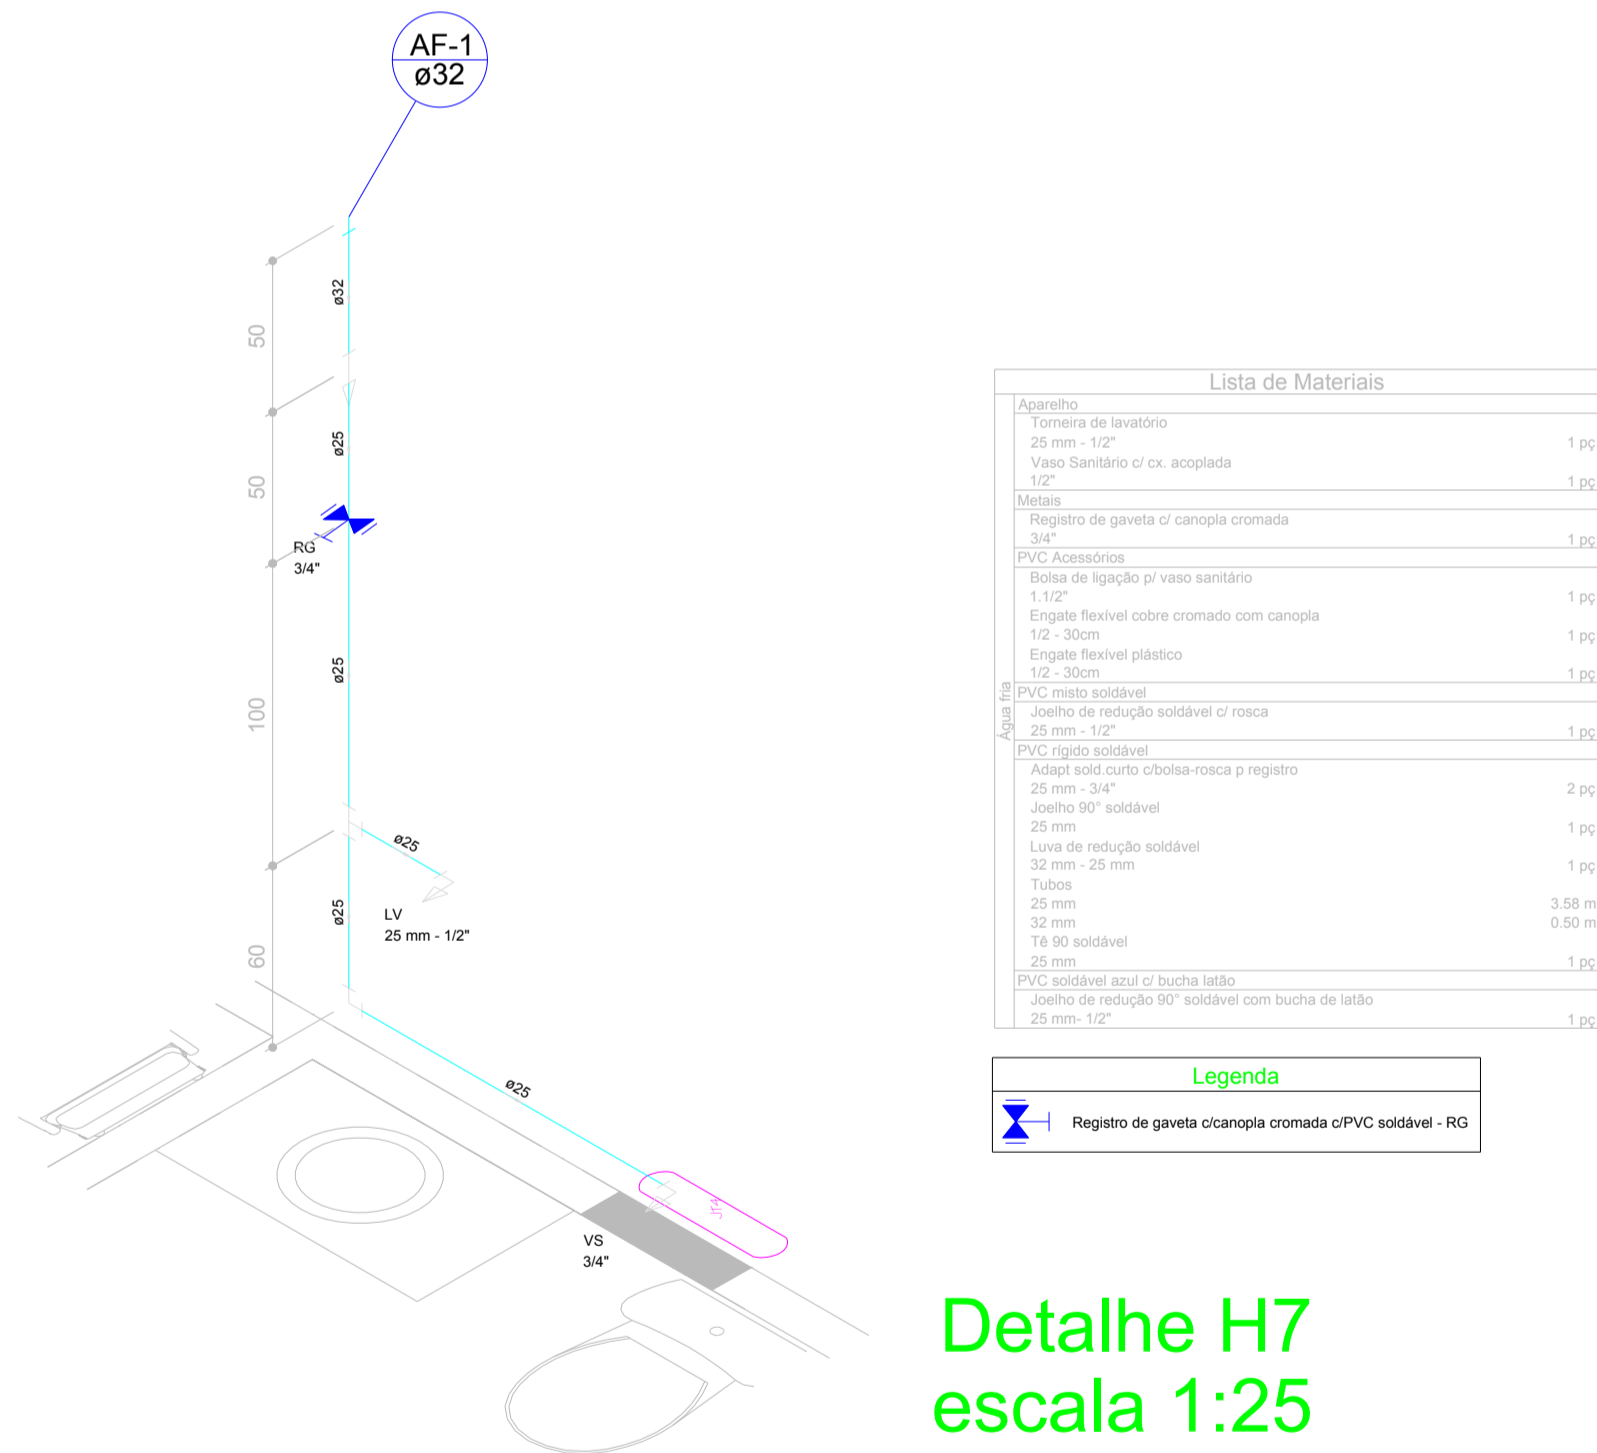 AF-1
ø32
ø32
50
ø25
50
RG
3/4"
ø25
100
ø25
LV
25 mm - 1/2"
ø25
60
ø25
VS
3/4"
Lista de Materiais
Água fria
Aparelho
Torneira de lavatório
25 mm - 1/2" 1 pç
Vaso Sanitário c/ cx. acoplada
1/2" 1 pç
Metais
Registro de gaveta c/ canopla cromada
3/4" 1 pç
PVC Acessórios
Bolsa de ligação p/ vaso sanitário
1.1/2" 1 pç
Engate flexível cobre cromado com canopla
1/2 - 30cm 1 pç
Engate flexível plástico
1/2 - 30cm 1 pç
PVC misto soldável
Joelho de redução soldável c/ rosca
25 mm - 1/2" 1 pç
PVC rígido soldável
Adapt sold.curto c/bolsa-rosca p registro
25 mm - 3/4" 2 pç
Joelho 90° soldável
25 mm 1 pç
Luva de redução soldável
32 mm - 25 mm 1 pç
Tubos
25 mm 3.58 m
32 mm 0.50 m
Tê 90 soldável
25 mm 1 pç
PVC soldável azul c/ bucha latão
Joelho de redução 90° soldável com bucha de latão
25 mm- 1/2" 1 pç
Legenda
Registro de gaveta c/canopla cromada c/PVC soldável - RG
Detalhe H7
escala 1:25